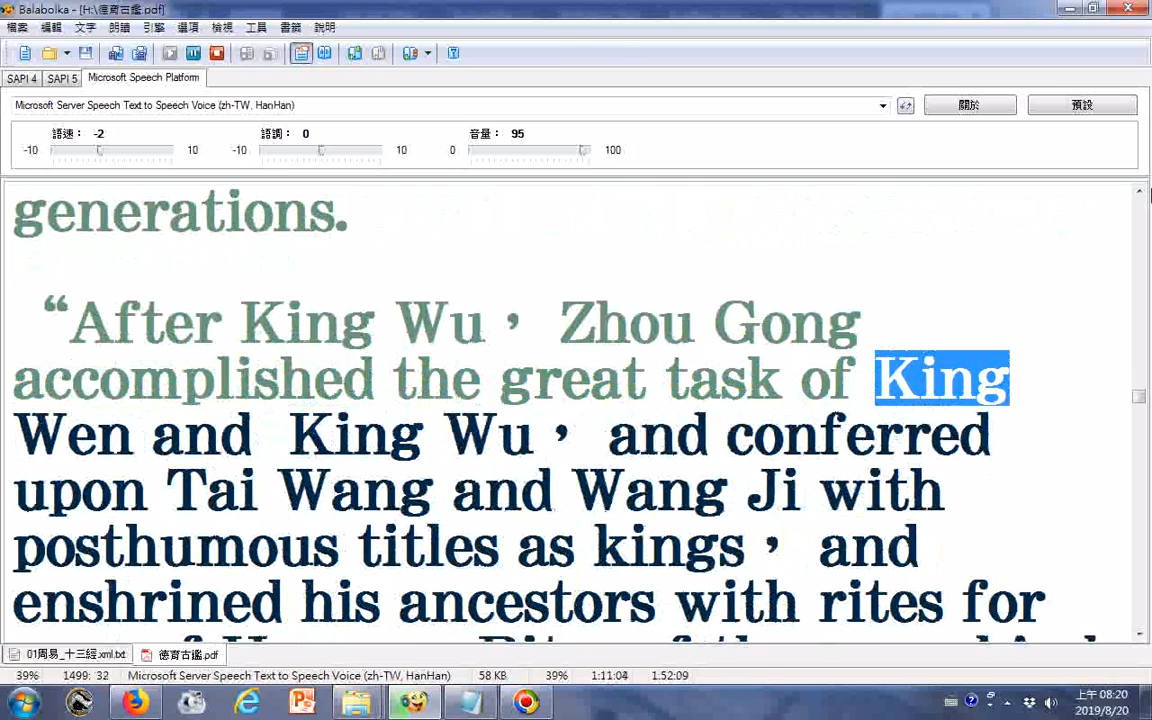 Balabolka - [H:\德育古鑑.pdf]
檔案 編輯 文字 朗讀 引擎 選項 檢視 工具 書籤 說明
SAPI 4 SAPI 5 Microsoft Speech Platform
Microsoft Server Speech Text to Speech Voice (zh-TW, HanHan) 關於 預設
語速： -2 語調： 0 音量： 95
-10 10 -10 10 0 100
generations.
“After King Wu， Zhou Gong
accomplished the great task of King
Wen and King Wu， and conferred
upon Tai Wang and Wang Ji with
posthumous titles as kings， and
enshrined his ancestors with rites for
01周易_十三經.xml.txt 德育古鑑.pdf
39% 1499: 32 Microsoft Server Speech Text to Speech Voice (zh-TW, HanHan) 58 KB 39% 1:11:04 1:52:09
上午 08:20
2019/8/20